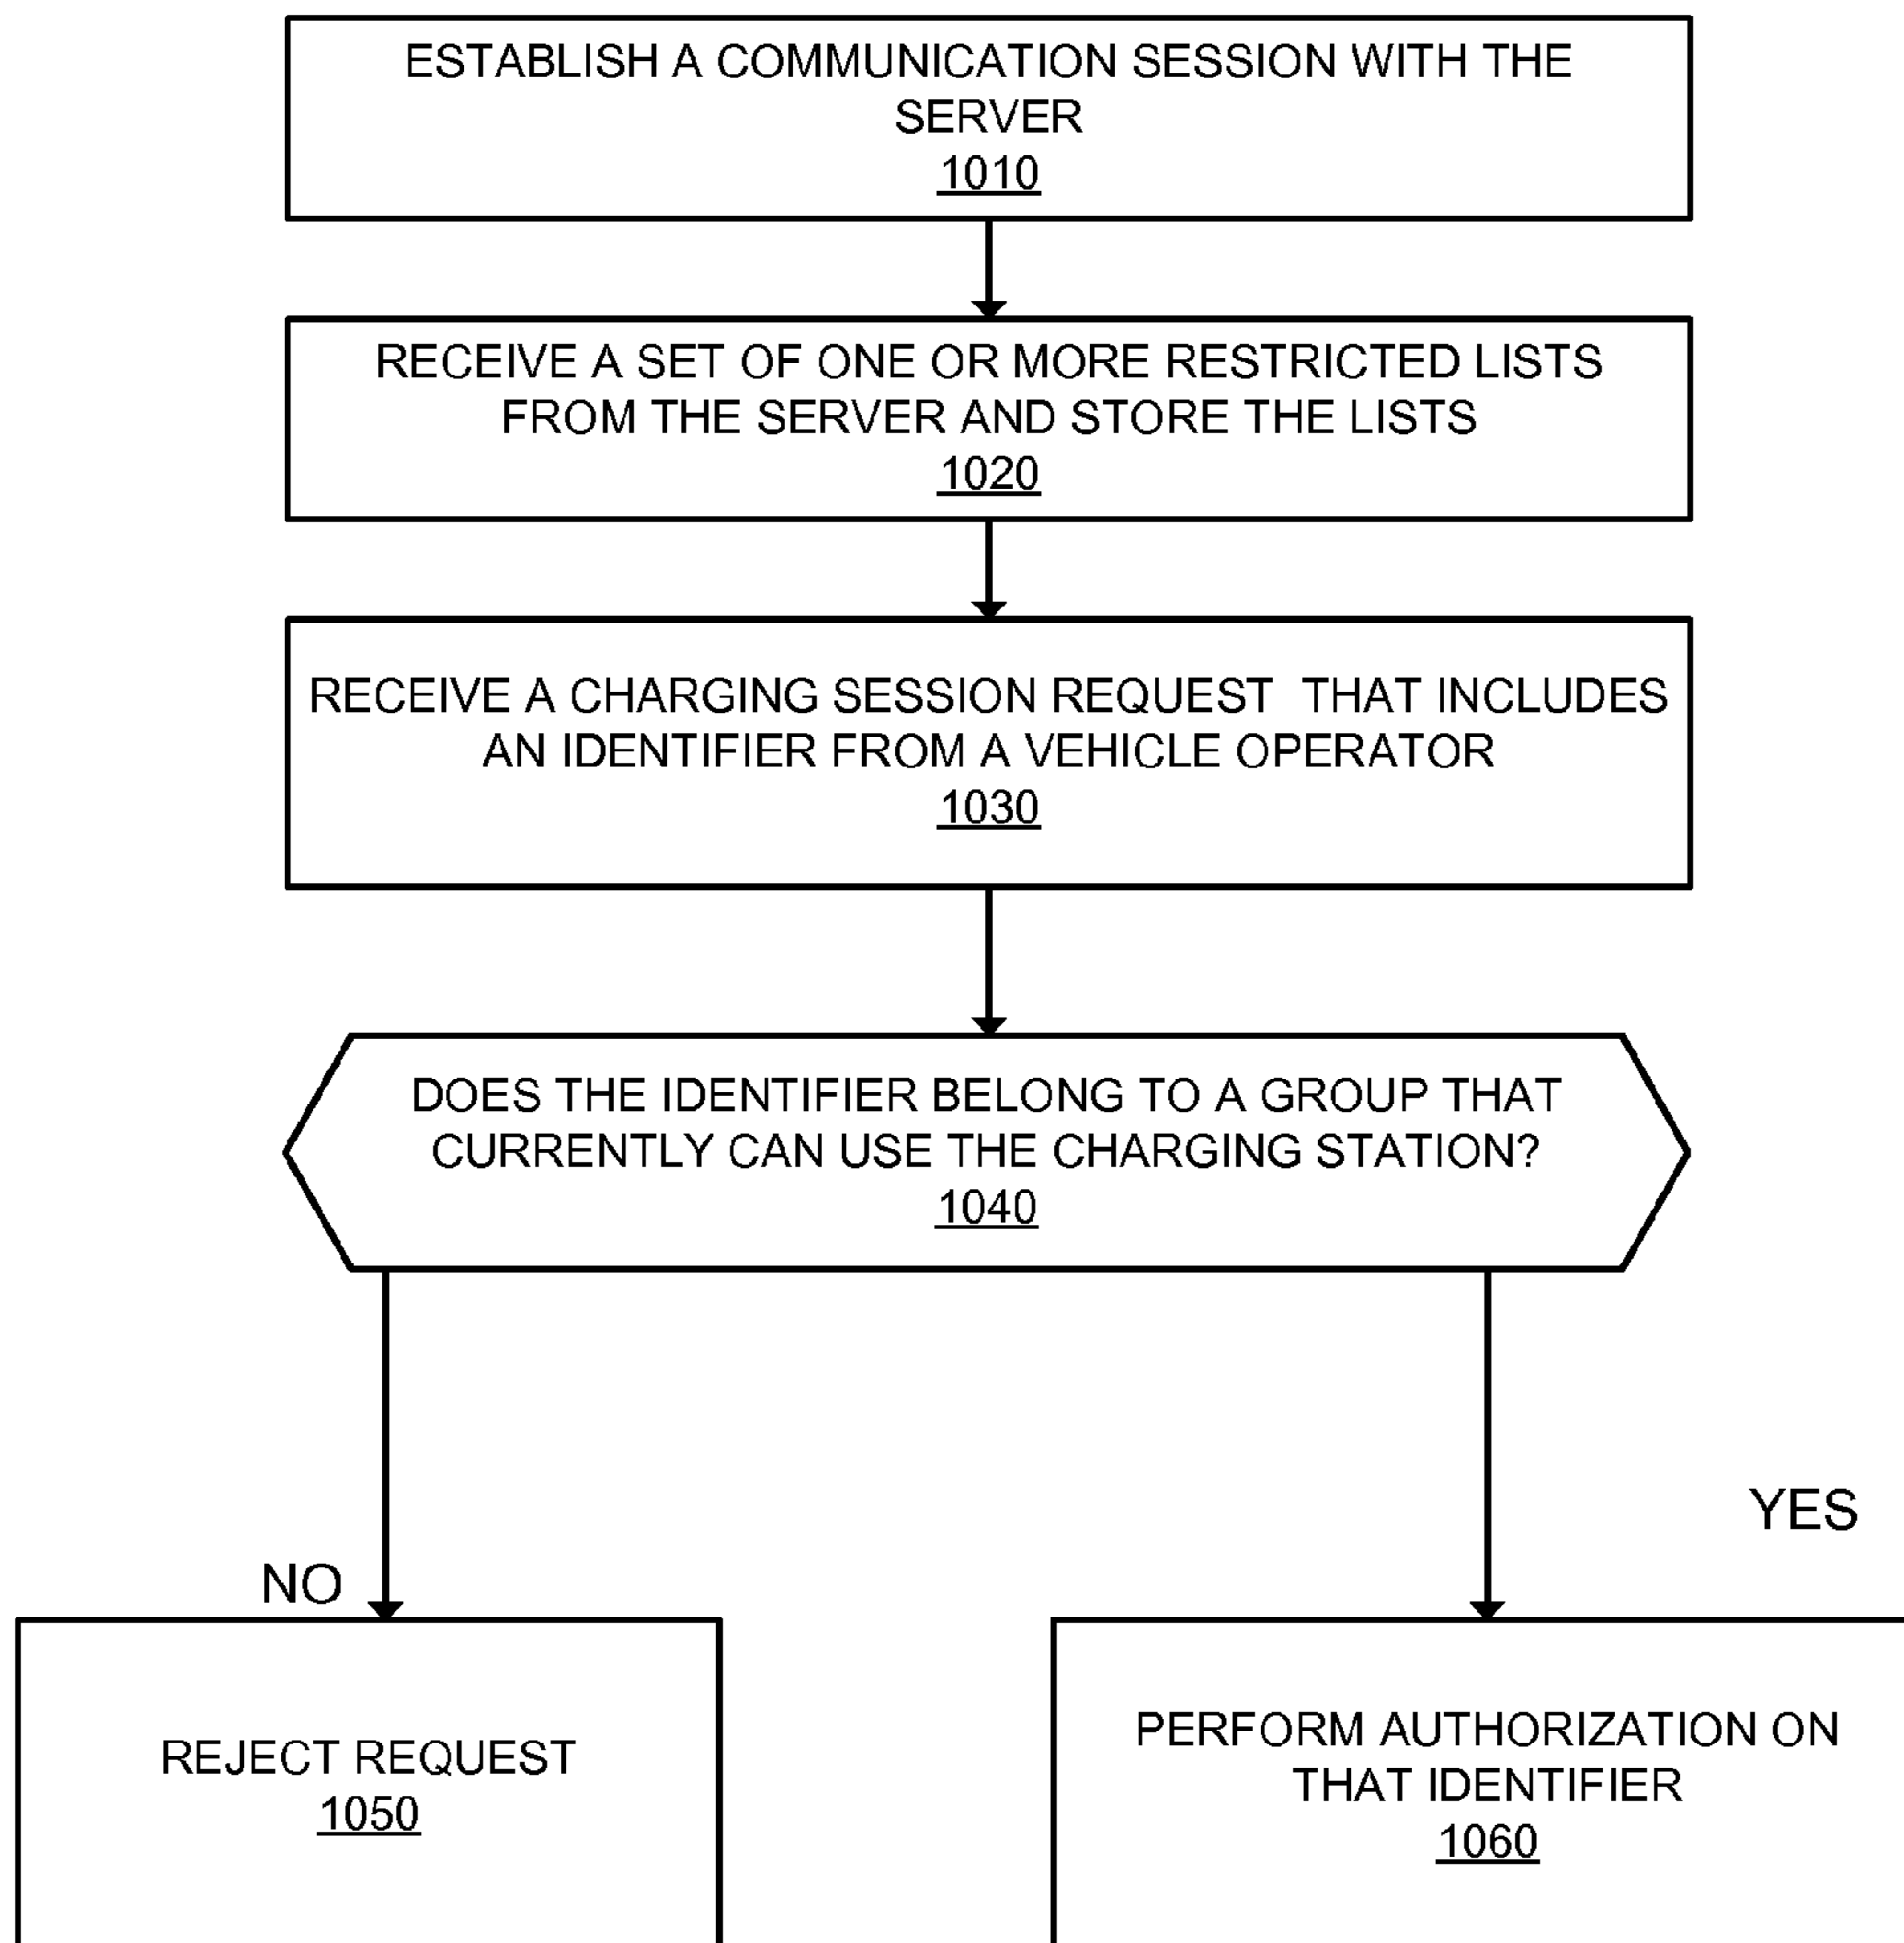 ESTABLISH A COMMUNICATION SESSION WITH THE
SERVER
1010
RECEIVE A SET OF ONE OR MORE RESTRICTED LISTS
FROM THE SERVER AND STORE THE LISTS
1020
RECEIVE A CHARGING SESSION REQUEST THAT INCLUDES
AN IDENTIFIER FROM A VEHICLE OPERATOR
1030
DOES THE IDENTIFIER BELONG TO A GROUP THAT
CURRENTLY CAN USE THE CHARGING STATION?
1040
NO
YES
REJECT REQUEST
1050
PERFORM AUTHORIZATION ON
THAT IDENTIFIER
1060